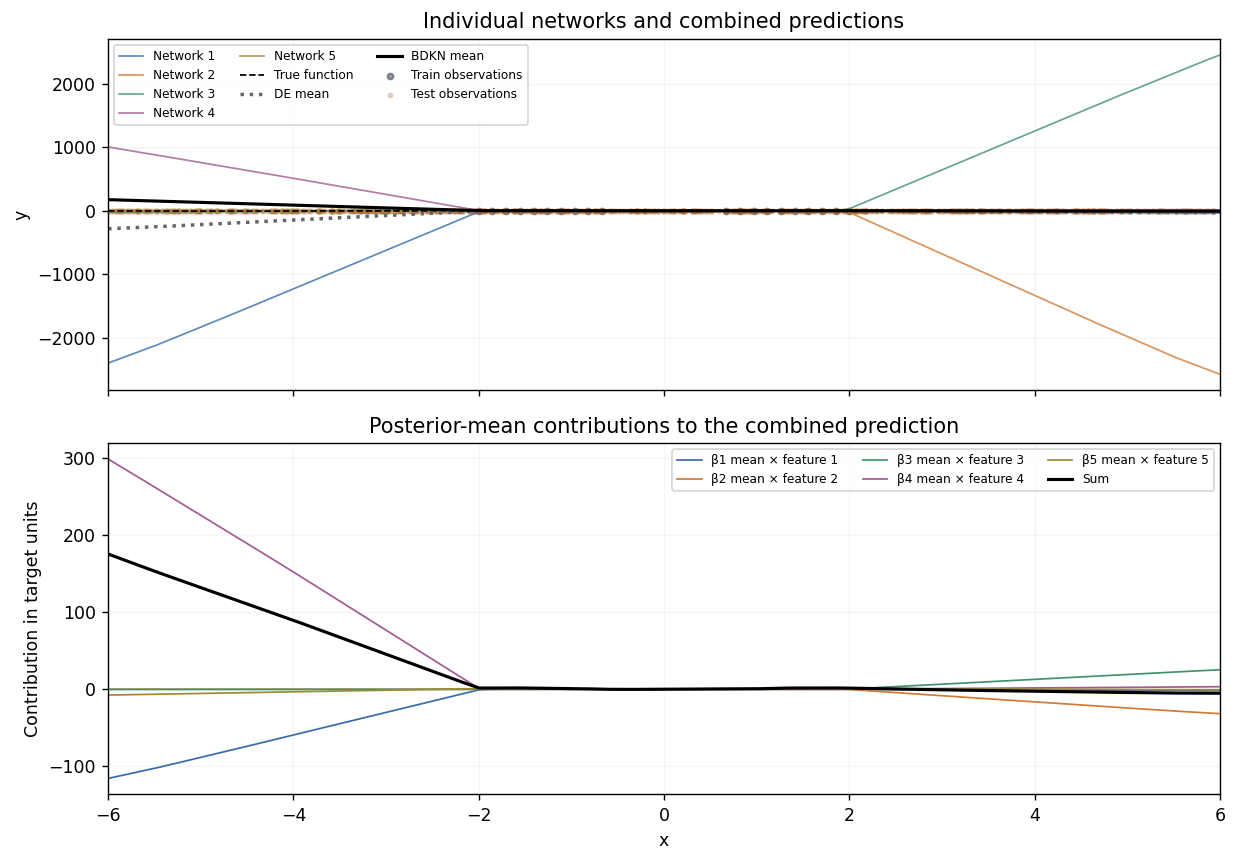 Individual networks and combined predictions
Network 1
Network 2
Network 3
Network 4
Network 5
True function
DE mean
BDKN mean
Train observations
Test observations
2000
1000
0
−1000
−2000
y
Posterior-mean contributions to the combined prediction
β1 mean × feature 1
β2 mean × feature 2
β3 mean × feature 3
β4 mean × feature 4
β5 mean × feature 5
Sum
300
200
100
0
−100
Contribution in target units
−6 −4 −2 0 2 4 6
x